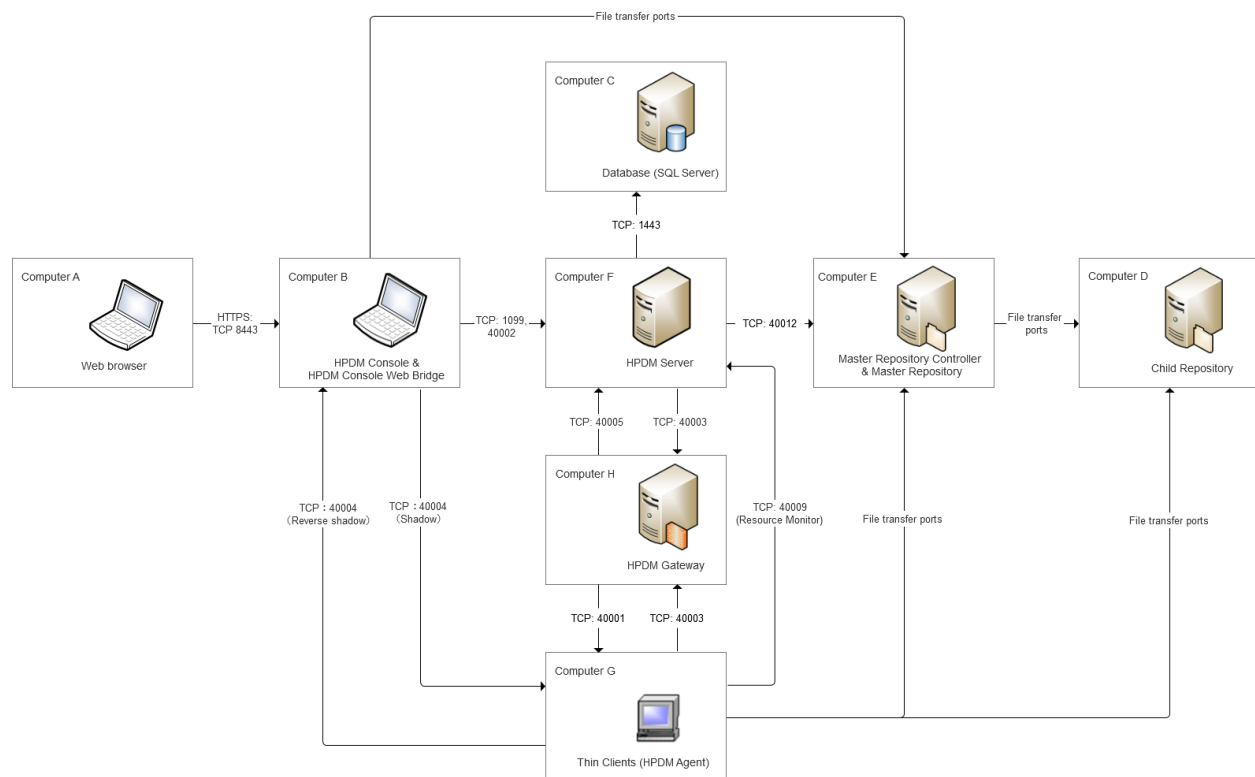 File transfer ports
Computer C
Database (SQL Server)
TCP: 1443
Computer A
Web browser
HTTPS:
TCP 8443
Computer B
HPDM Console &
HPDM Console Web Bridge
TCP: 1099,
40002
Computer F
HPDM Server
TCP: 40012
Computer E
Master Repository Controller
& Master Repository
File transfer
ports
Computer D
Child Repository
TCP: 40005
TCP: 40003
Computer H
HPDM Gateway
TCP：40004
（Reverse shadow）
TCP：40004
（Shadow）
TCP: 40009
(Resource Monitor)
File transfer ports
File transfer ports
TCP: 40001
TCP: 40003
Computer G
Thin Clients (HPDM Agent)